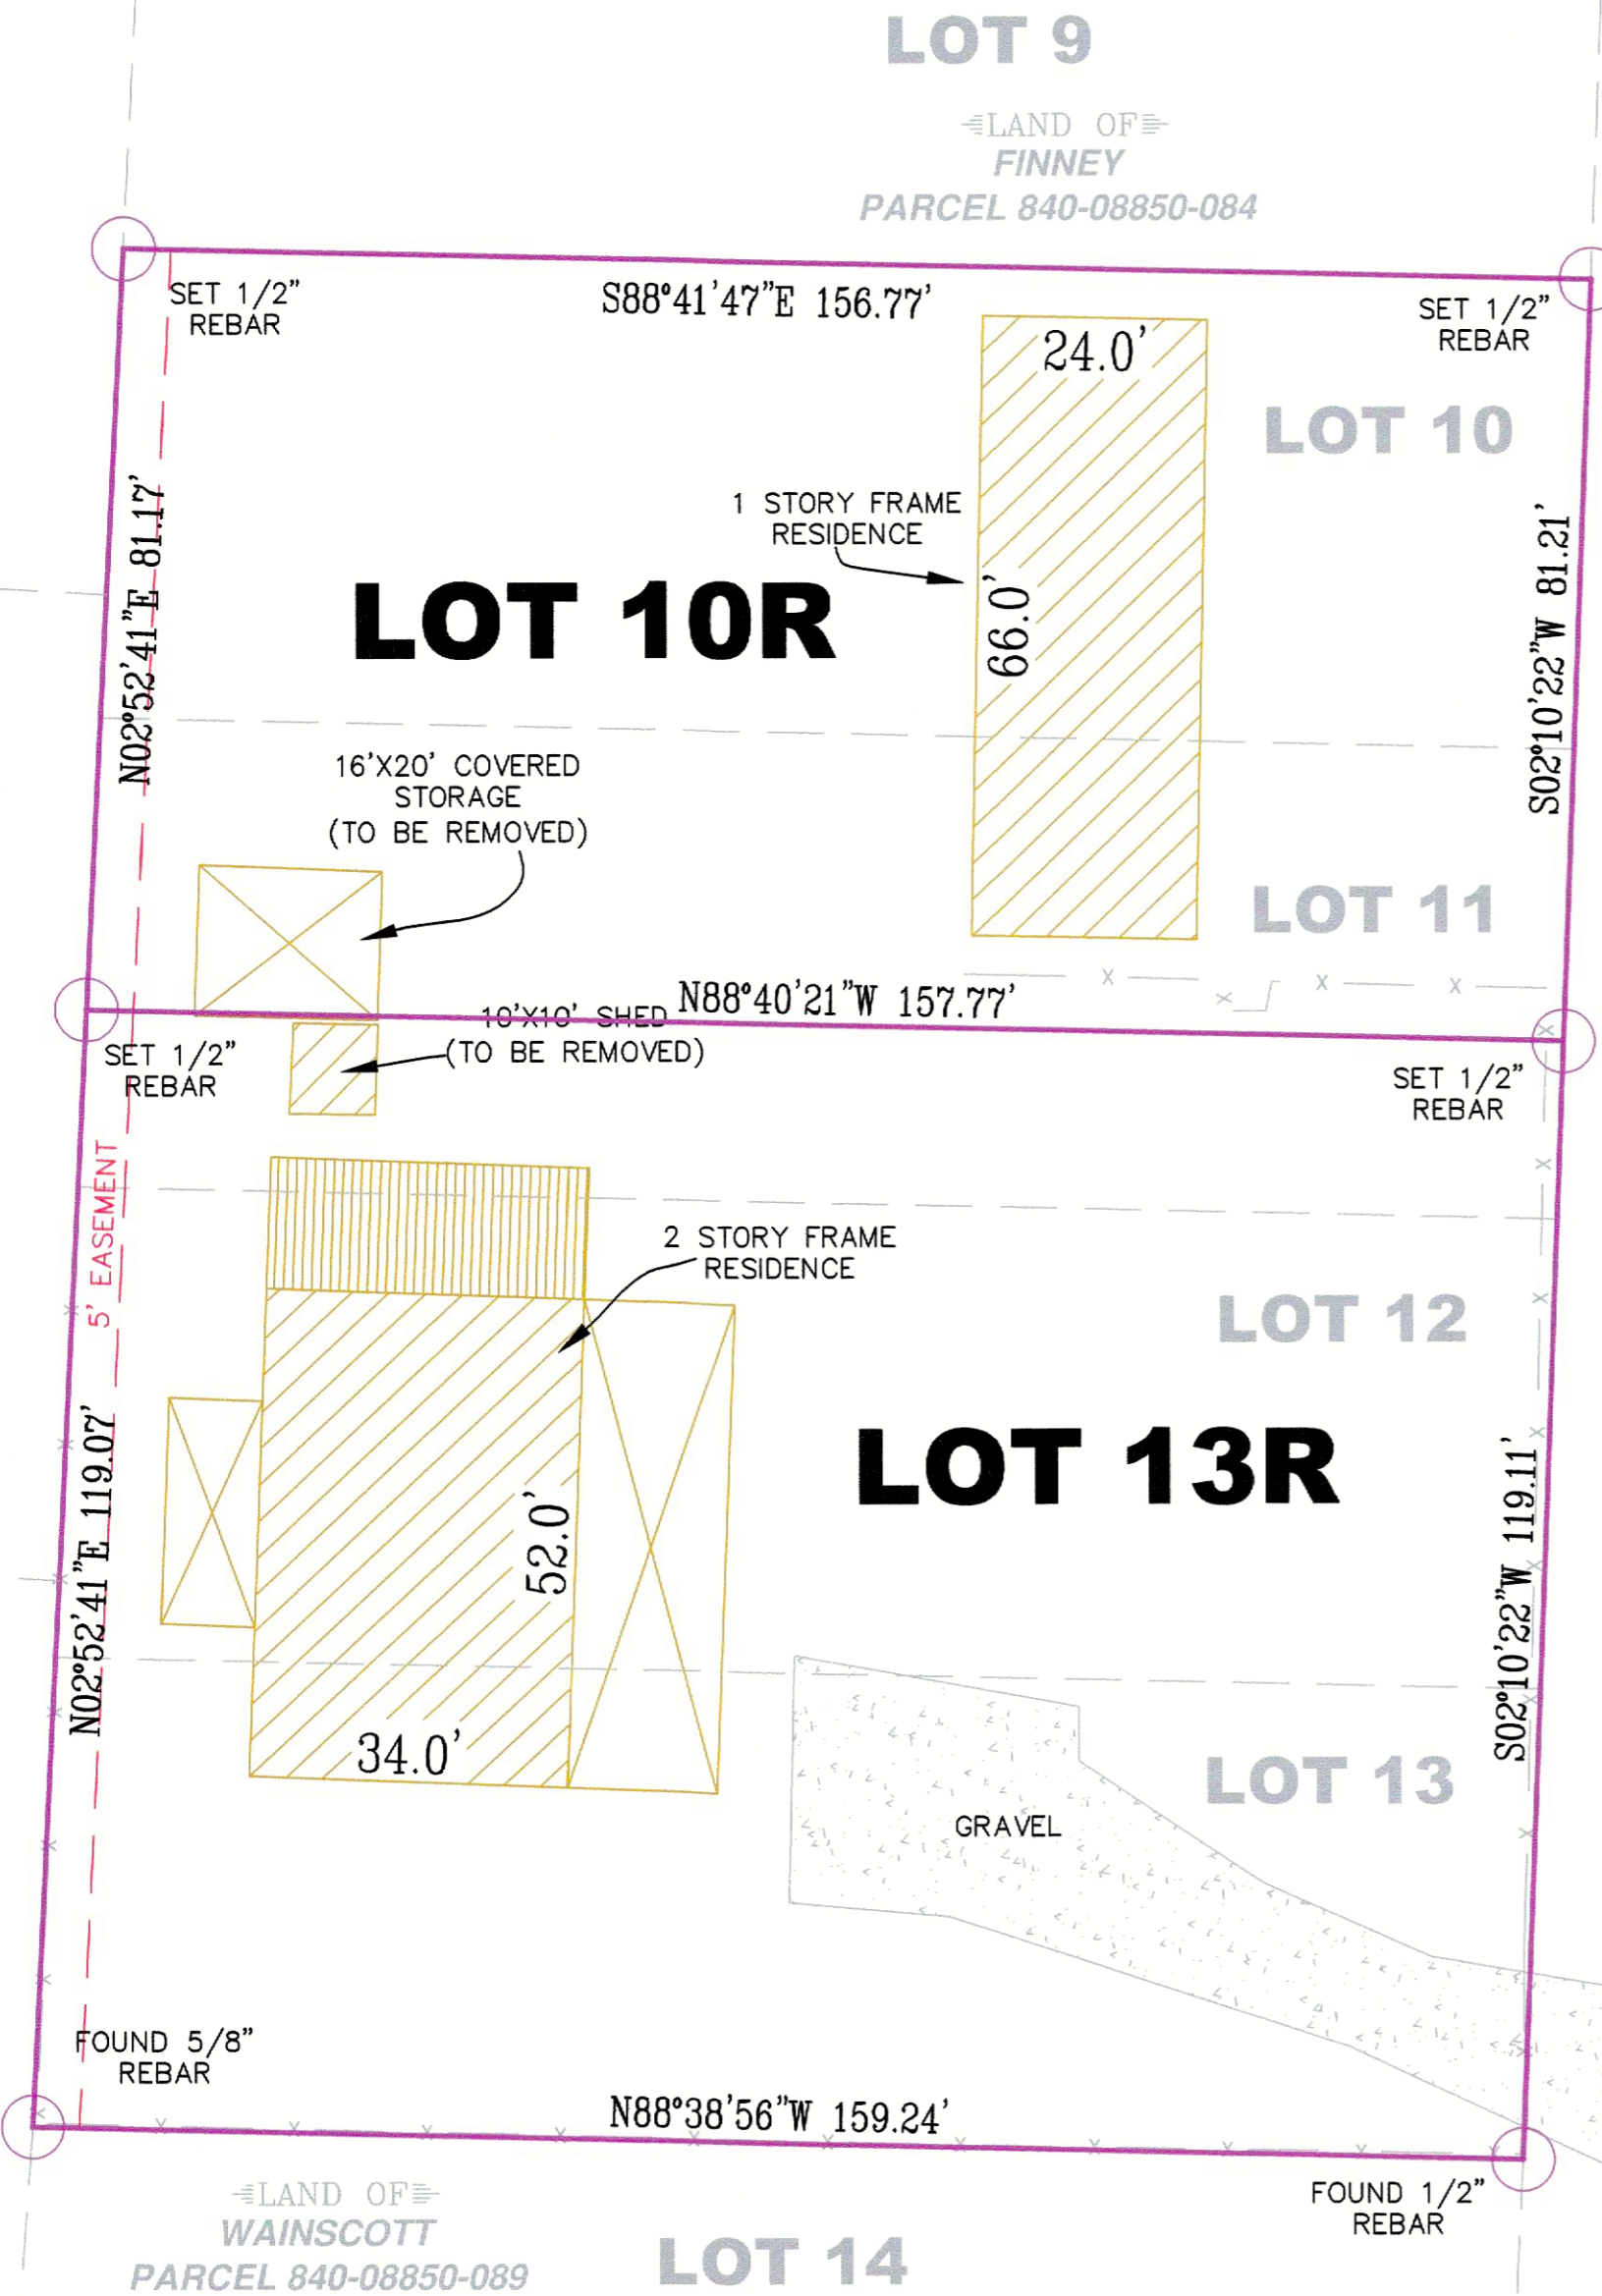 LOT 9
LAND OF
FINNEY
PARCEL 840-08850-084
SET 1/2"
REBAR
S88°41'47"E 156.77'
SET 1/2"
REBAR
24.0'
LOT 10
1 STORY FRAME
RESIDENCE
N02°52'41"E 81.17'
S02°10'22"W 81.21'
66.0'
LOT 10R
16'X20' COVERED
STORAGE
(TO BE REMOVED)
LOT 11
N88°40'21"W 157.77'
10'X10' SHED
(TO BE REMOVED)
SET 1/2"
REBAR
SET 1/2"
REBAR
5' EASEMENT
2 STORY FRAME
RESIDENCE
LOT 12
LOT 13R
N02°52'41"E 119.07'
52.0'
S02°10'22"W 119.11'
34.0'
LOT 13
GRAVEL
FOUND 5/8"
REBAR
N88°38'56"W 159.24'
FOUND 1/2"
REBAR
LAND OF
WAINSCOTT
PARCEL 840-08850-089
LOT 14